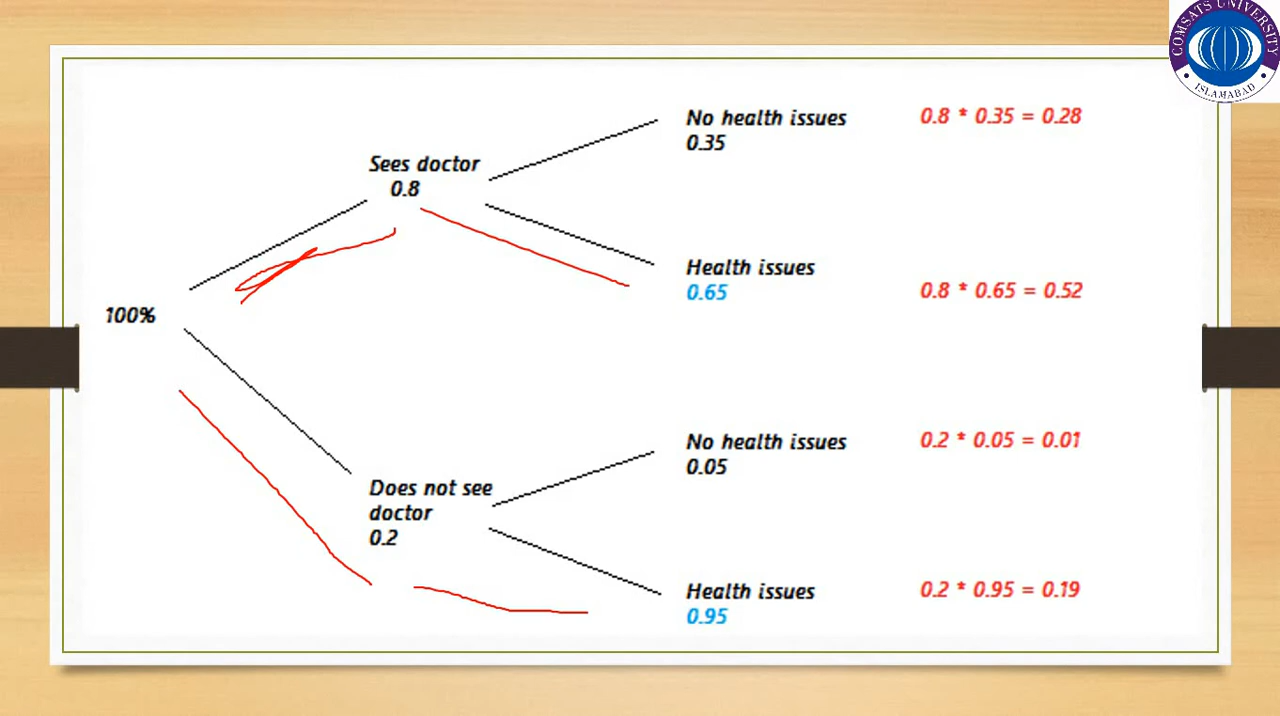 COMSATS UNIVERSITY
ISLAMABAD
No health issues
0.35
0.8 * 0.35 = 0.28
Sees doctor
0.8
Health issues
0.65
0.8 * 0.65 = 0.52
100%
No health issues
0.05
0.2 * 0.05 = 0.01
Does not see
doctor
0.2
Health issues
0.95
0.2 * 0.95 = 0.19